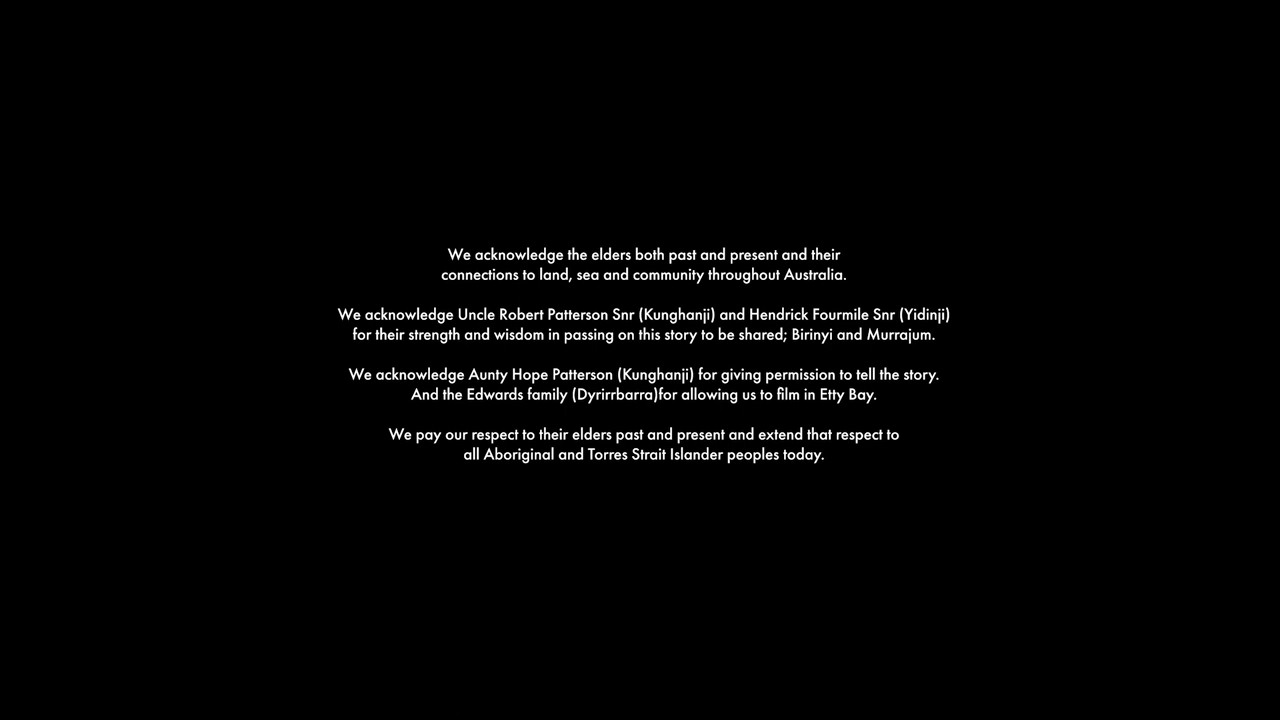 We acknowledge the elders both past and present and their
connections to land, sea and community throughout Australia.
We acknowledge Uncle Robert Patterson Snr (Kunghanji) and Hendrick Fourmile Snr (Yidinji)
for their strength and wisdom in passing on this story to be shared; Birinyi and Murrajum.
We acknowledge Aunty Hope Patterson (Kunghanji) for giving permission to tell the story.
And the Edwards family (Dyrirrbarra)for allowing us to film in Etty Bay.
We pay our respect to their elders past and present and extend that respect to
all Aboriginal and Torres Strait Islander peoples today.